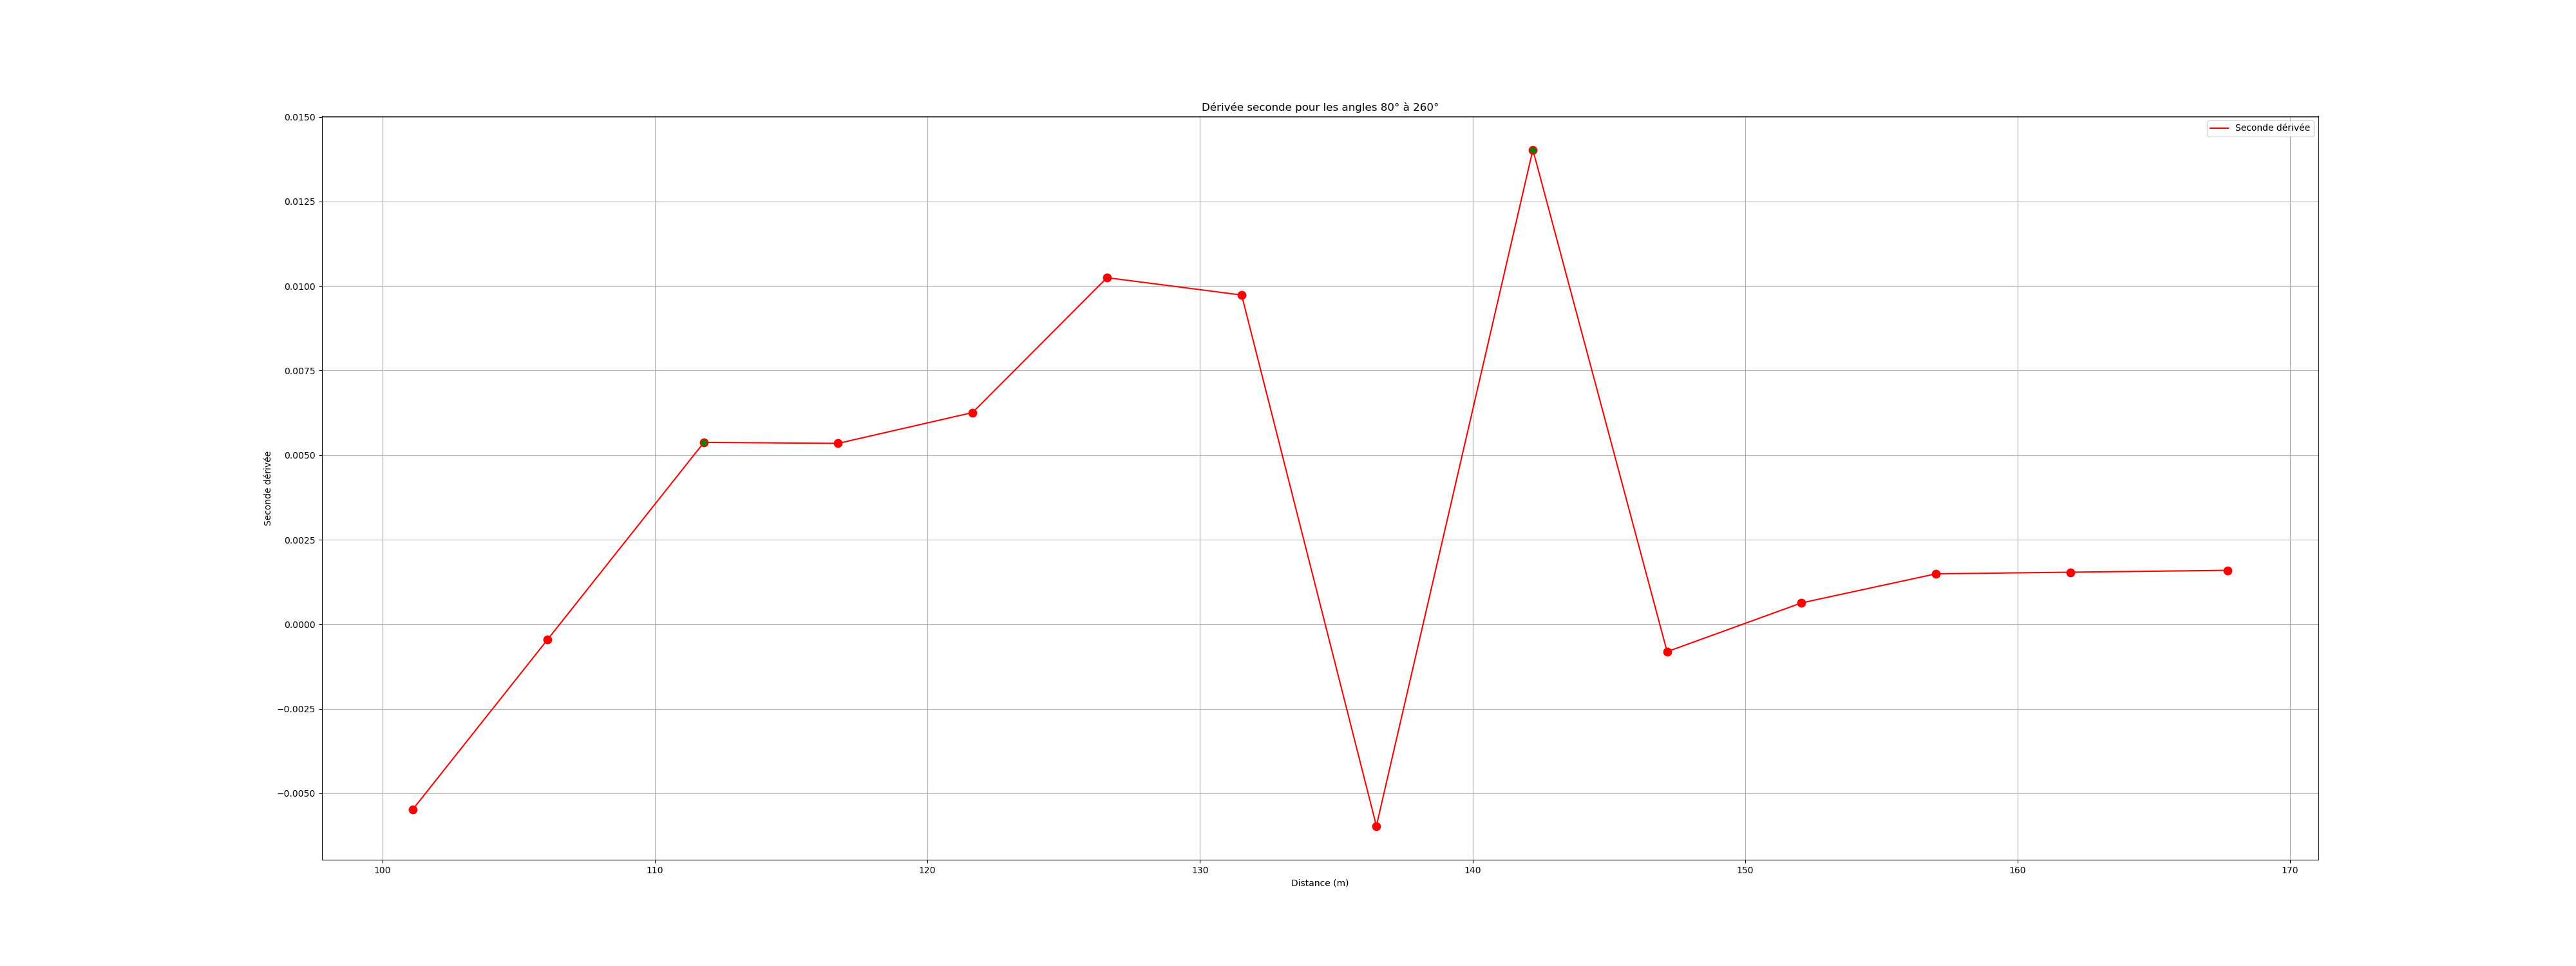 Dérivée seconde pour les angles 80° à 260°
Seconde dérivée
0.0150
0.0125
0.0100
0.0075
0.0050
0.0025
0.0000
−0.0025
−0.0050
Seconde dérivée
100 110 120 130 140 150 160 170
Distance (m)